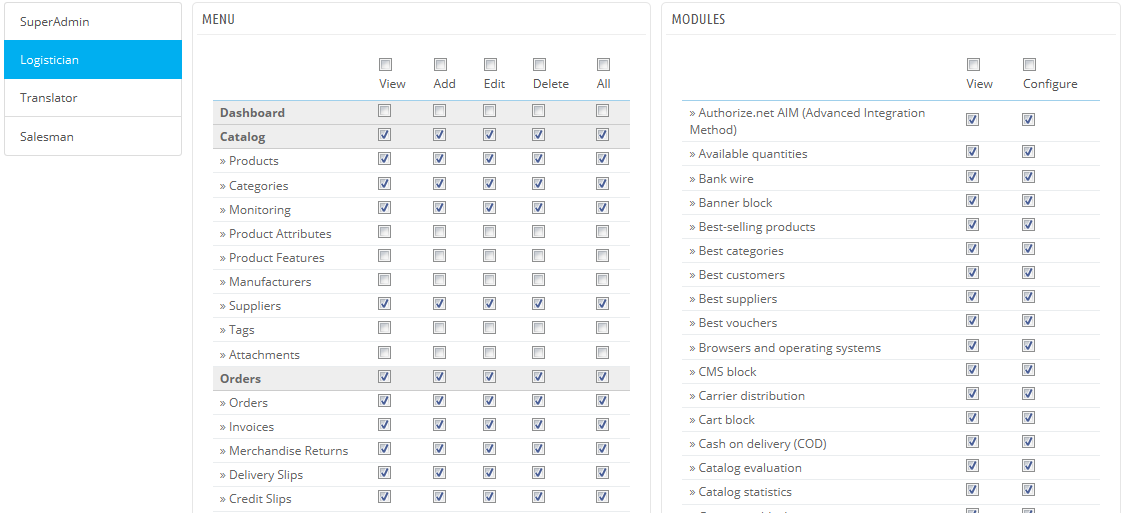 SuperAdmin
Logistician
Translator
Salesman
MENU
View Add Edit Delete All
Dashboard
Catalog
» Products
» Categories
» Monitoring
» Product Attributes
» Product Features
» Manufacturers
» Suppliers
» Tags
» Attachments
Orders
» Orders
» Invoices
» Merchandise Returns
» Delivery Slips
» Credit Slips
MODULES
View Configure
» Authorize.net AIM (Advanced Integration
Method)
» Available quantities
» Bank wire
» Banner block
» Best-selling products
» Best categories
» Best customers
» Best suppliers
» Best vouchers
» Browsers and operating systems
» CMS block
» Carrier distribution
» Cart block
» Cash on delivery (COD)
» Catalog evaluation
» Catalog statistics